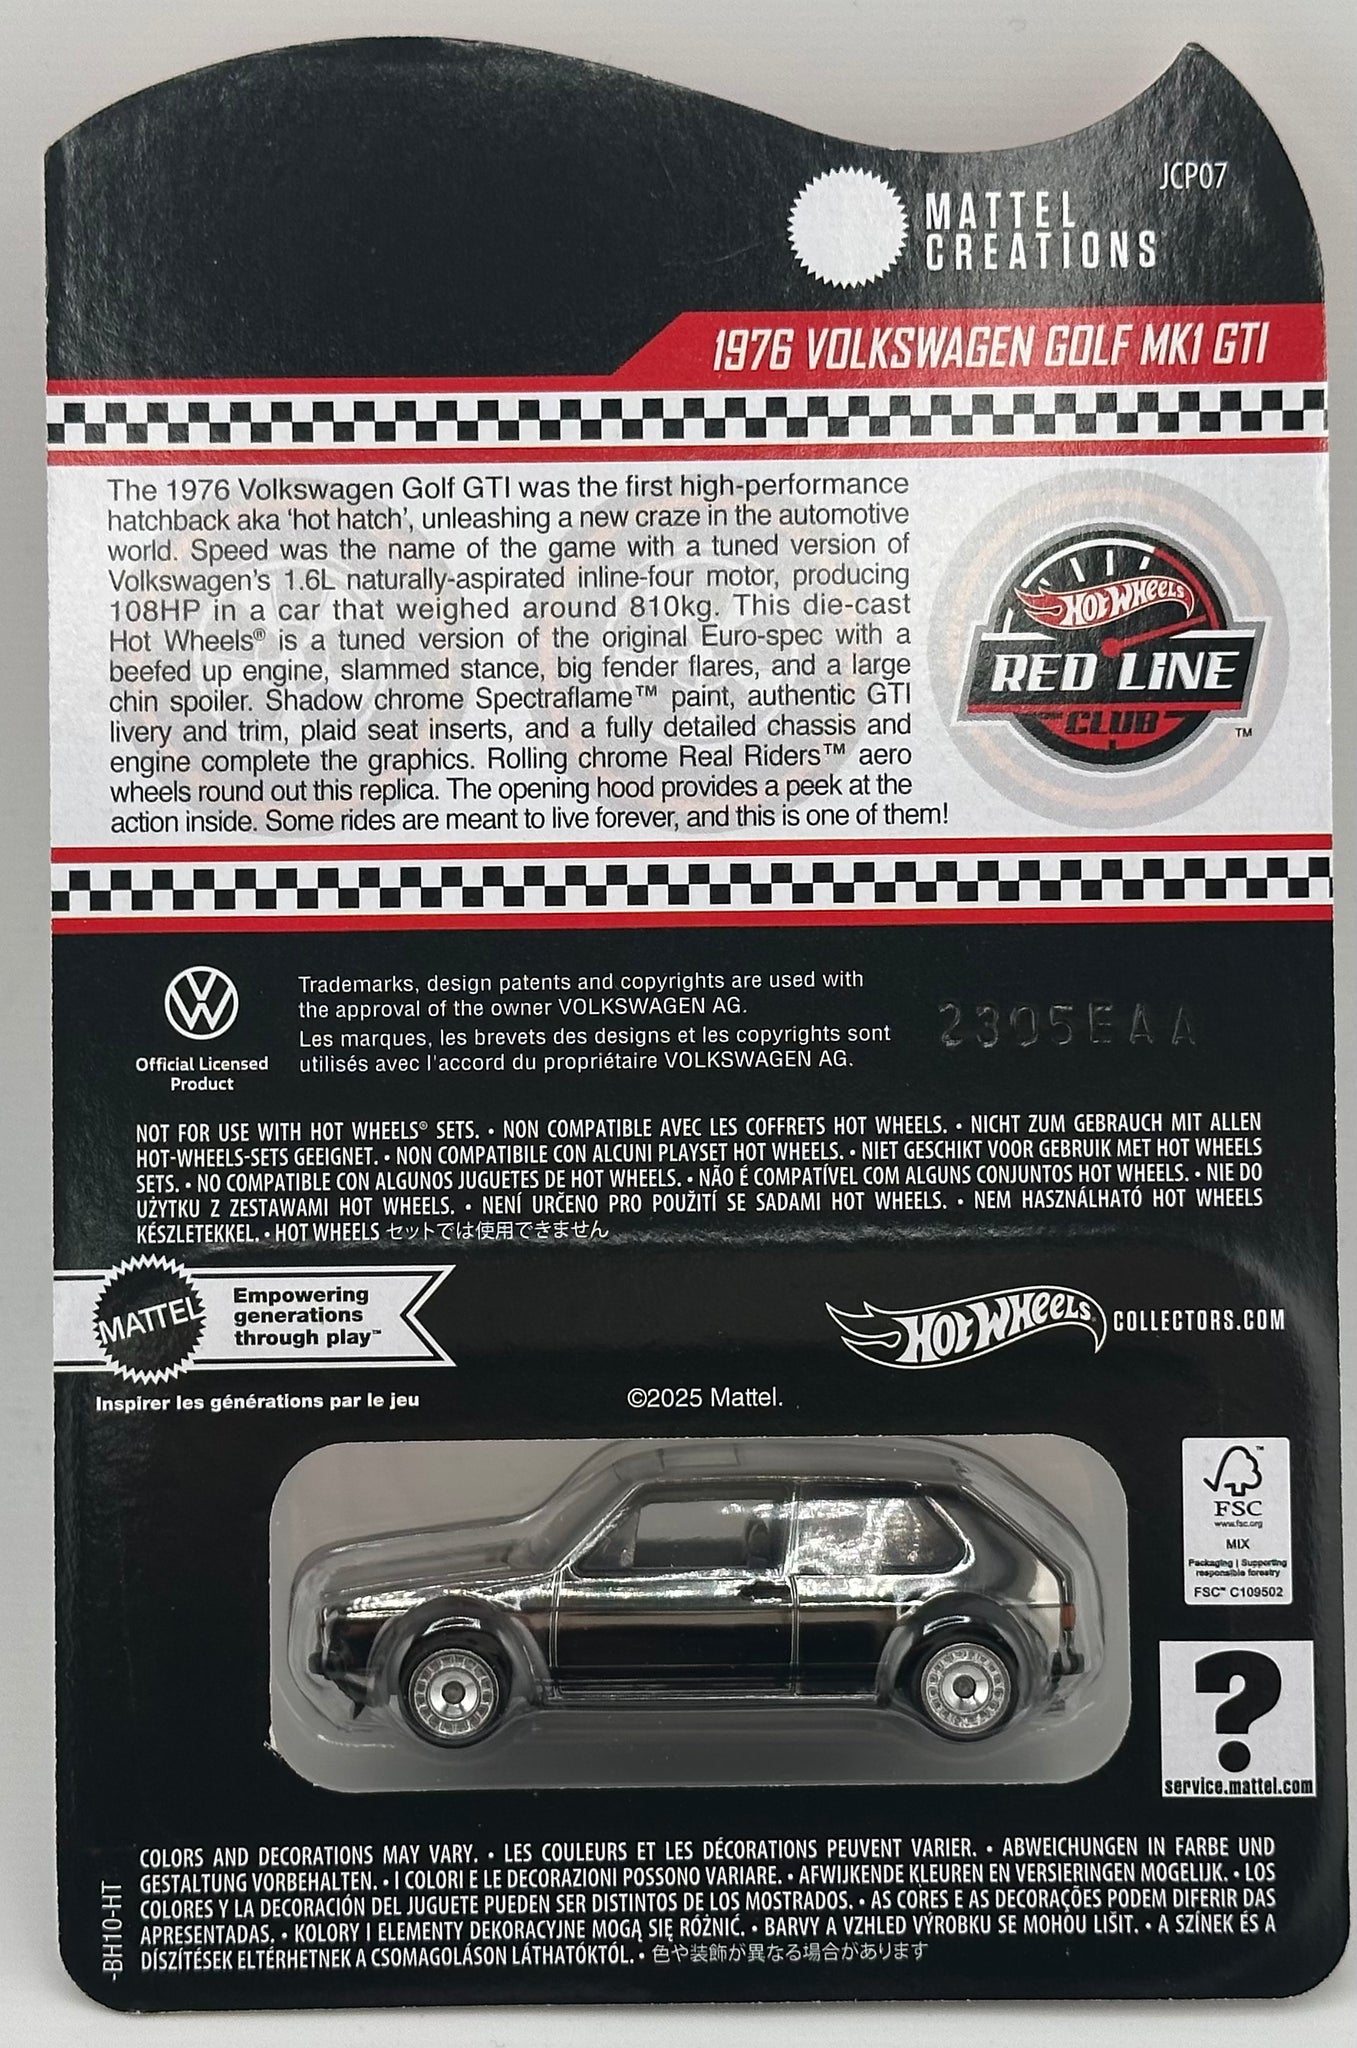 JCP07
MATTEL
CREATIONS
1976 VOLKSWAGEN GOLF MK1 GTI
The 1976 Volkswagen Golf GTI was the first high-performance
hatchback aka 'hot hatch', unleashing a new craze in the automotive
world. Speed was the name of the game with a tuned version of
Volkswagen's 1.6L naturally-aspirated inline-four motor, producing
108HP in a car that weighed around 810kg. This die-cast
Hot Wheels® is a tuned version of the original Euro-spec with a
beefed up engine, slammed stance, big fender flares, and a large
chin spoiler. Shadow chrome Spectraflame™ paint, authentic GTI
livery and trim, plaid seat inserts, and a fully detailed chassis and
engine complete the graphics. Rolling chrome Real Riders™ aero
wheels round out this replica. The opening hood provides a peek at the
action inside. Some rides are meant to live forever, and this is one of them!
HOT WHEELS
RED LINE
CLUB
™
Official Licensed
Product
Trademarks, design patents and copyrights are used with
the approval of the owner VOLKSWAGEN AG.
Les marques, les brevets des designs et les copyrights sont
utilisés avec l'accord du propriétaire VOLKSWAGEN AG.
2305EAA
NOT FOR USE WITH HOT WHEELS® SETS. • NON COMPATIBLE AVEC LES COFFRETS HOT WHEELS. • NICHT ZUM GEBRAUCH MIT ALLEN
HOT-WHEELS-SETS GEEIGNET. • NON COMPATIBILE CON ALCUNI PLAYSET HOT WHEELS. • NIET GESCHIKT VOOR GEBRUIK MET HOT WHEELS
SETS. • NO COMPATIBLE CON ALGUNOS JUGUETES DE HOT WHEELS. • NÃO É COMPATÍVEL COM ALGUNS CONJUNTOS HOT WHEELS. • NIE DO
UŻYTKU Z ZESTAWAMI HOT WHEELS. • NENÍ URČENO PRO POUŽITÍ SE SADAMI HOT WHEELS. • NEM HASZNÁLHATÓ HOT WHEELS
KÉSZLETEKKEL. • HOT WHEELS セットでは使用できません
MATTEL
Empowering
generations
through play™
Inspirer les générations par le jeu
HOT WHEELS COLLECTORS.COM
©2025 Mattel.
FSC
www.fsc.org
MIX
Packaging | Supporting
responsible forestry
FSC™ C109502
?
service.mattel.com
COLORS AND DECORATIONS MAY VARY. • LES COULEURS ET LES DÉCORATIONS PEUVENT VARIER. • ABWEICHUNGEN IN FARBE UND
GESTALTUNG VORBEHALTEN. • I COLORI E LE DECORAZIONI POSSONO VARIARE. • AFWIJKENDE KLEUREN EN VERSIERINGEN MOGELIJK. • LOS
COLORES Y LA DECORACIÓN DEL JUGUETE PUEDEN SER DISTINTOS DE LOS MOSTRADOS. • AS CORES E AS DECORAÇÕES PODEM DIFERIR DAS
APRESENTADAS. • KOLORY I ELEMENTY DEKORACYJNE MOGĄ SIĘ RÓŻNIĆ. • BARVY A VZHLED VÝROBKU SE MOHOU LIŠIT. • A SZÍNEK ÉS A
DÍSZÍTÉSEK ELTÉRHETNEK A CSOMAGOLÁSON LÁTHATÓKTÓL. • 色や装飾が異なる場合があります
-BH10-HT